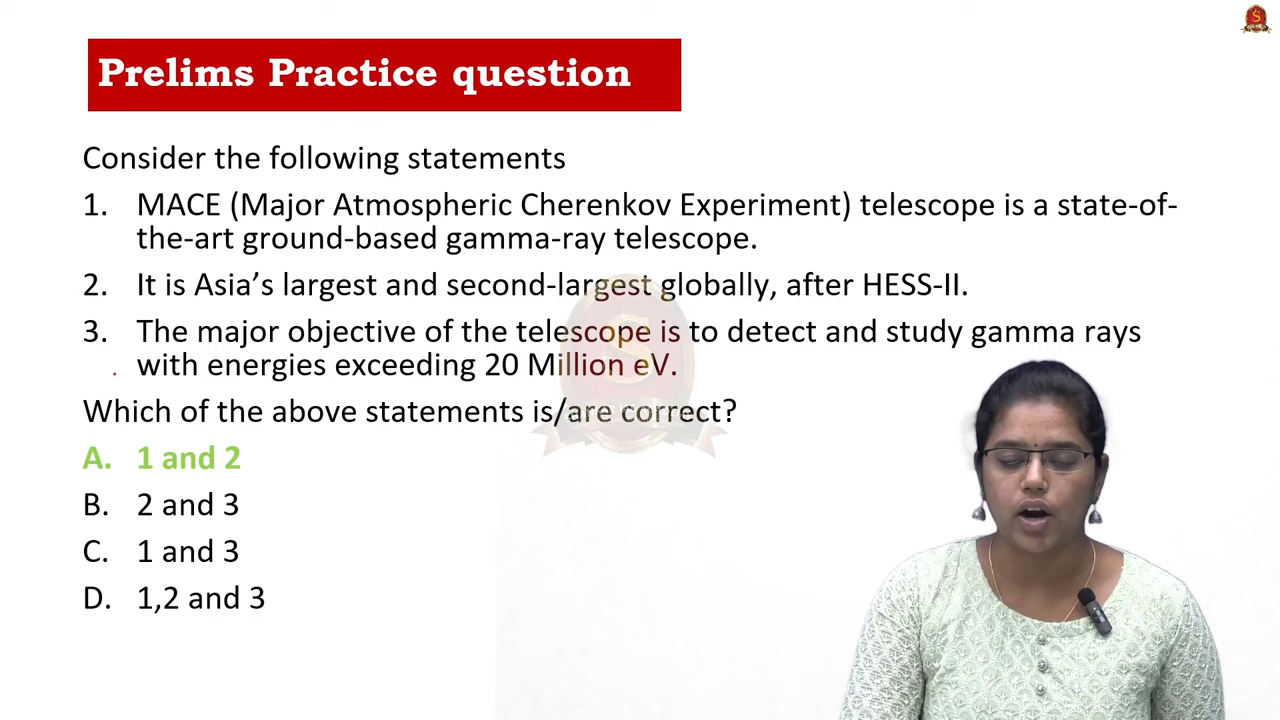 Prelims Practice question
Consider the following statements
1. MACE (Major Atmospheric Cherenkov Experiment) telescope is a state-of-
the-art ground-based gamma-ray telescope.
2. It is Asia’s largest and second-largest globally, after HESS-II.
3. The major objective of the telescope is to detect and study gamma rays
with energies exceeding 20 Million eV.
Which of the above statements is/are correct?
A. 1 and 2
B. 2 and 3
C. 1 and 3
D. 1,2 and 3